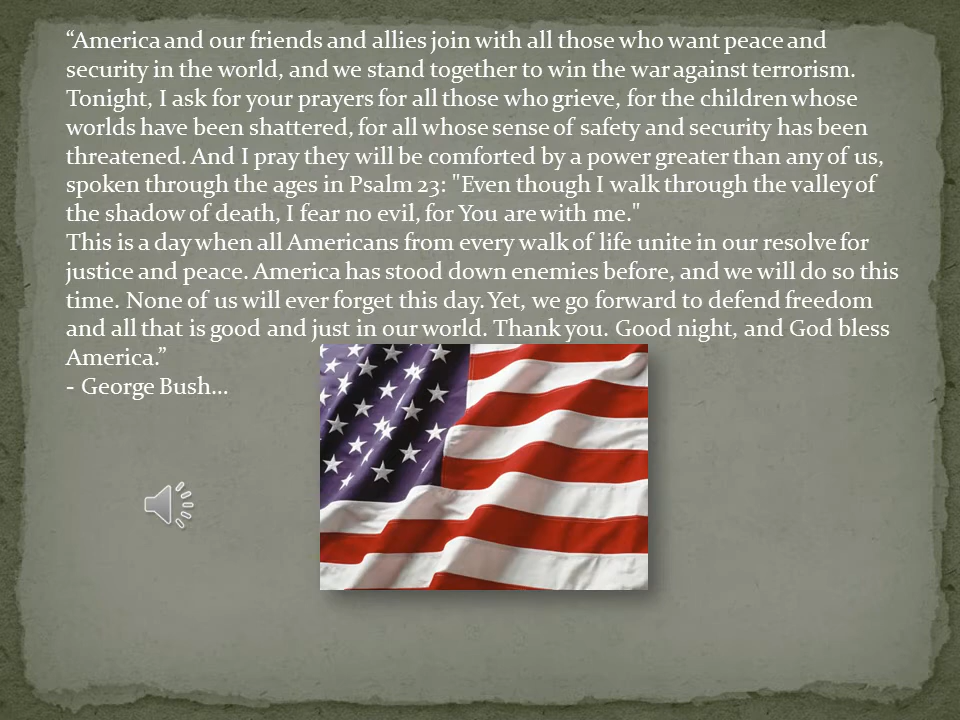 “America and our friends and allies join with all those who want peace and
security in the world, and we stand together to win the war against terrorism.
Tonight, I ask for your prayers for all those who grieve, for the children whose
worlds have been shattered, for all whose sense of safety and security has been
threatened. And I pray they will be comforted by a power greater than any of us,
spoken through the ages in Psalm 23: "Even though I walk through the valley of
the shadow of death, I fear no evil, for You are with me."
This is a day when all Americans from every walk of life unite in our resolve for
justice and peace. America has stood down enemies before, and we will do so this
time. None of us will ever forget this day. Yet, we go forward to defend freedom
and all that is good and just in our world. Thank you. Good night, and God bless
America.”
- George Bush...